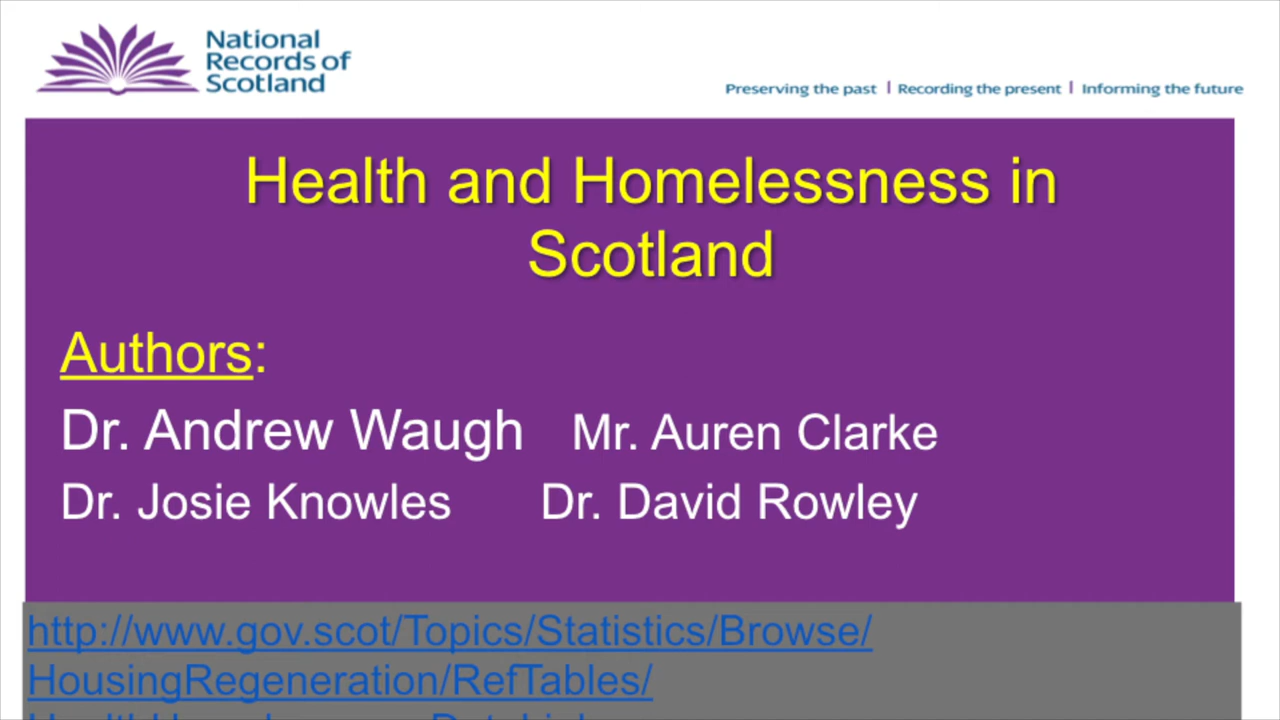 National
Records of
Scotland
Preserving the past | Recording the present | Informing the future
Health and Homelessness in
Scotland
Authors:
Dr. Andrew Waugh Mr. Auren Clarke
Dr. Josie Knowles Dr. David Rowley
http://www.gov.scot/Topics/Statistics/Browse/
HousingRegeneration/RefTables/